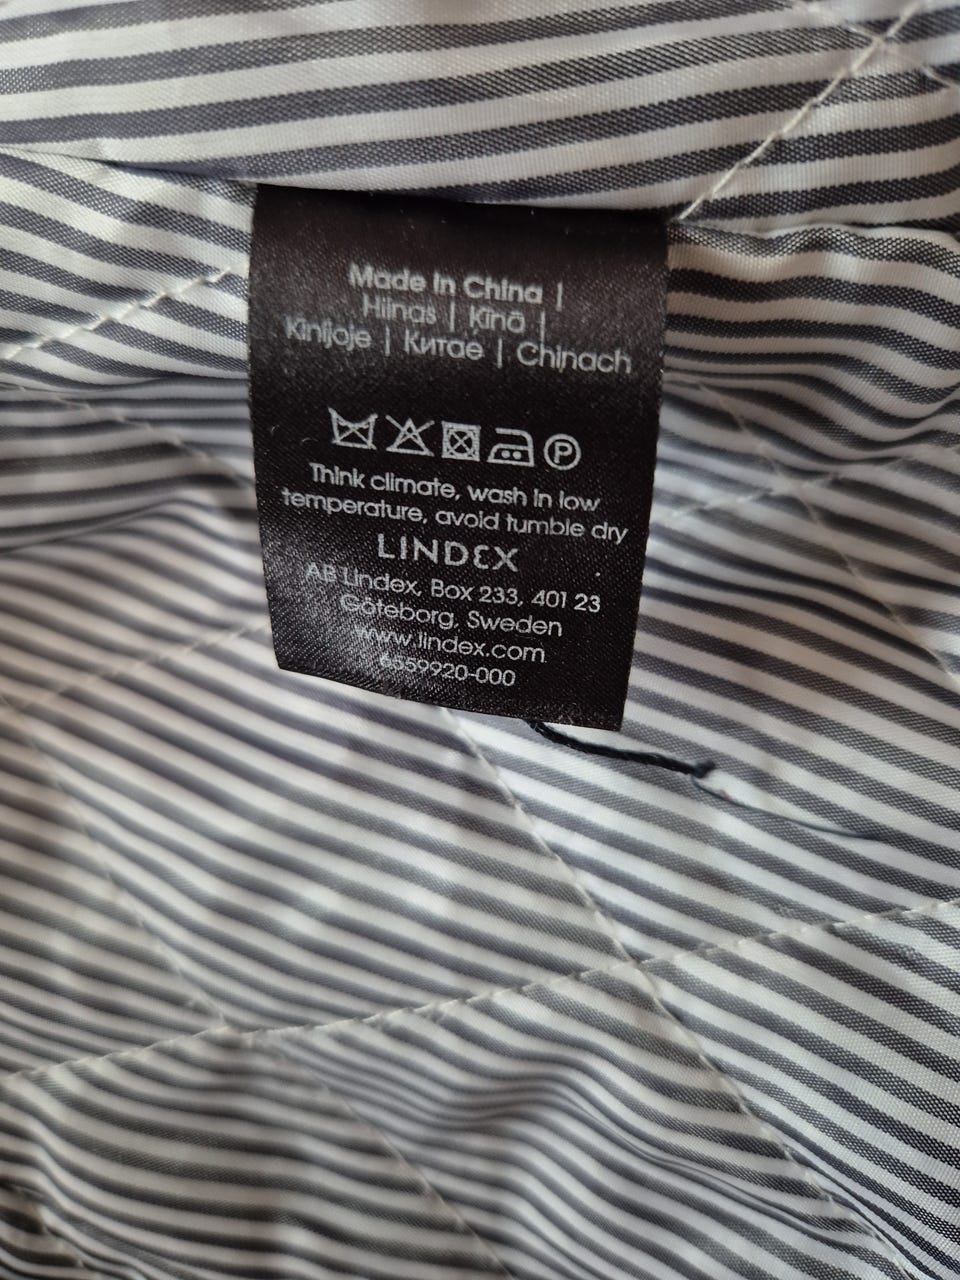 Made in China |
Hiinas | Ķīnā |
Kinijoje | Китае | Chinach
P
Think climate, wash in low
temperature, avoid tumble dry
LINDEX
AB Lindex, Box 233, 401 23
Göteborg, Sweden
www.lindex.com
6559920-000